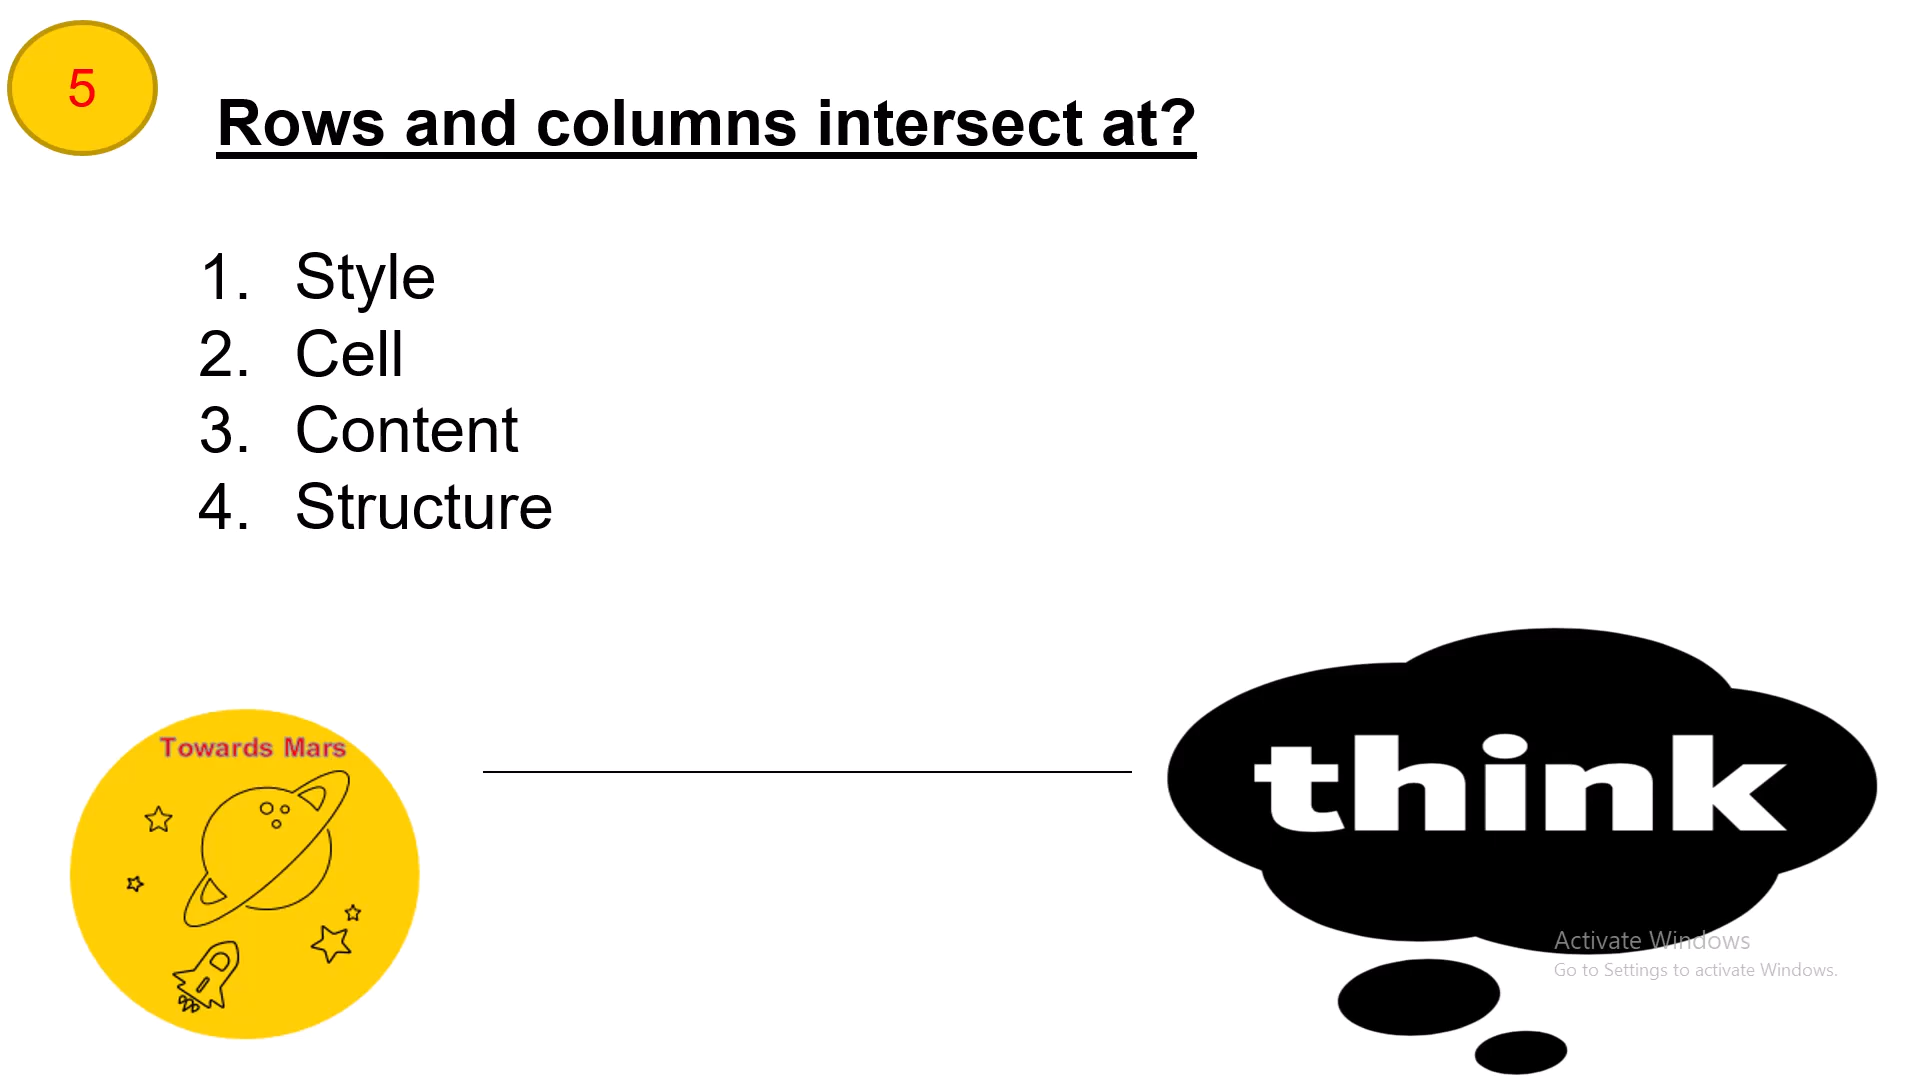 5
Rows and columns intersect at?
1. Style
2. Cell
3. Content
4. Structure
Towards Mars
think
Activate Windows
Go to Settings to activate Windows.